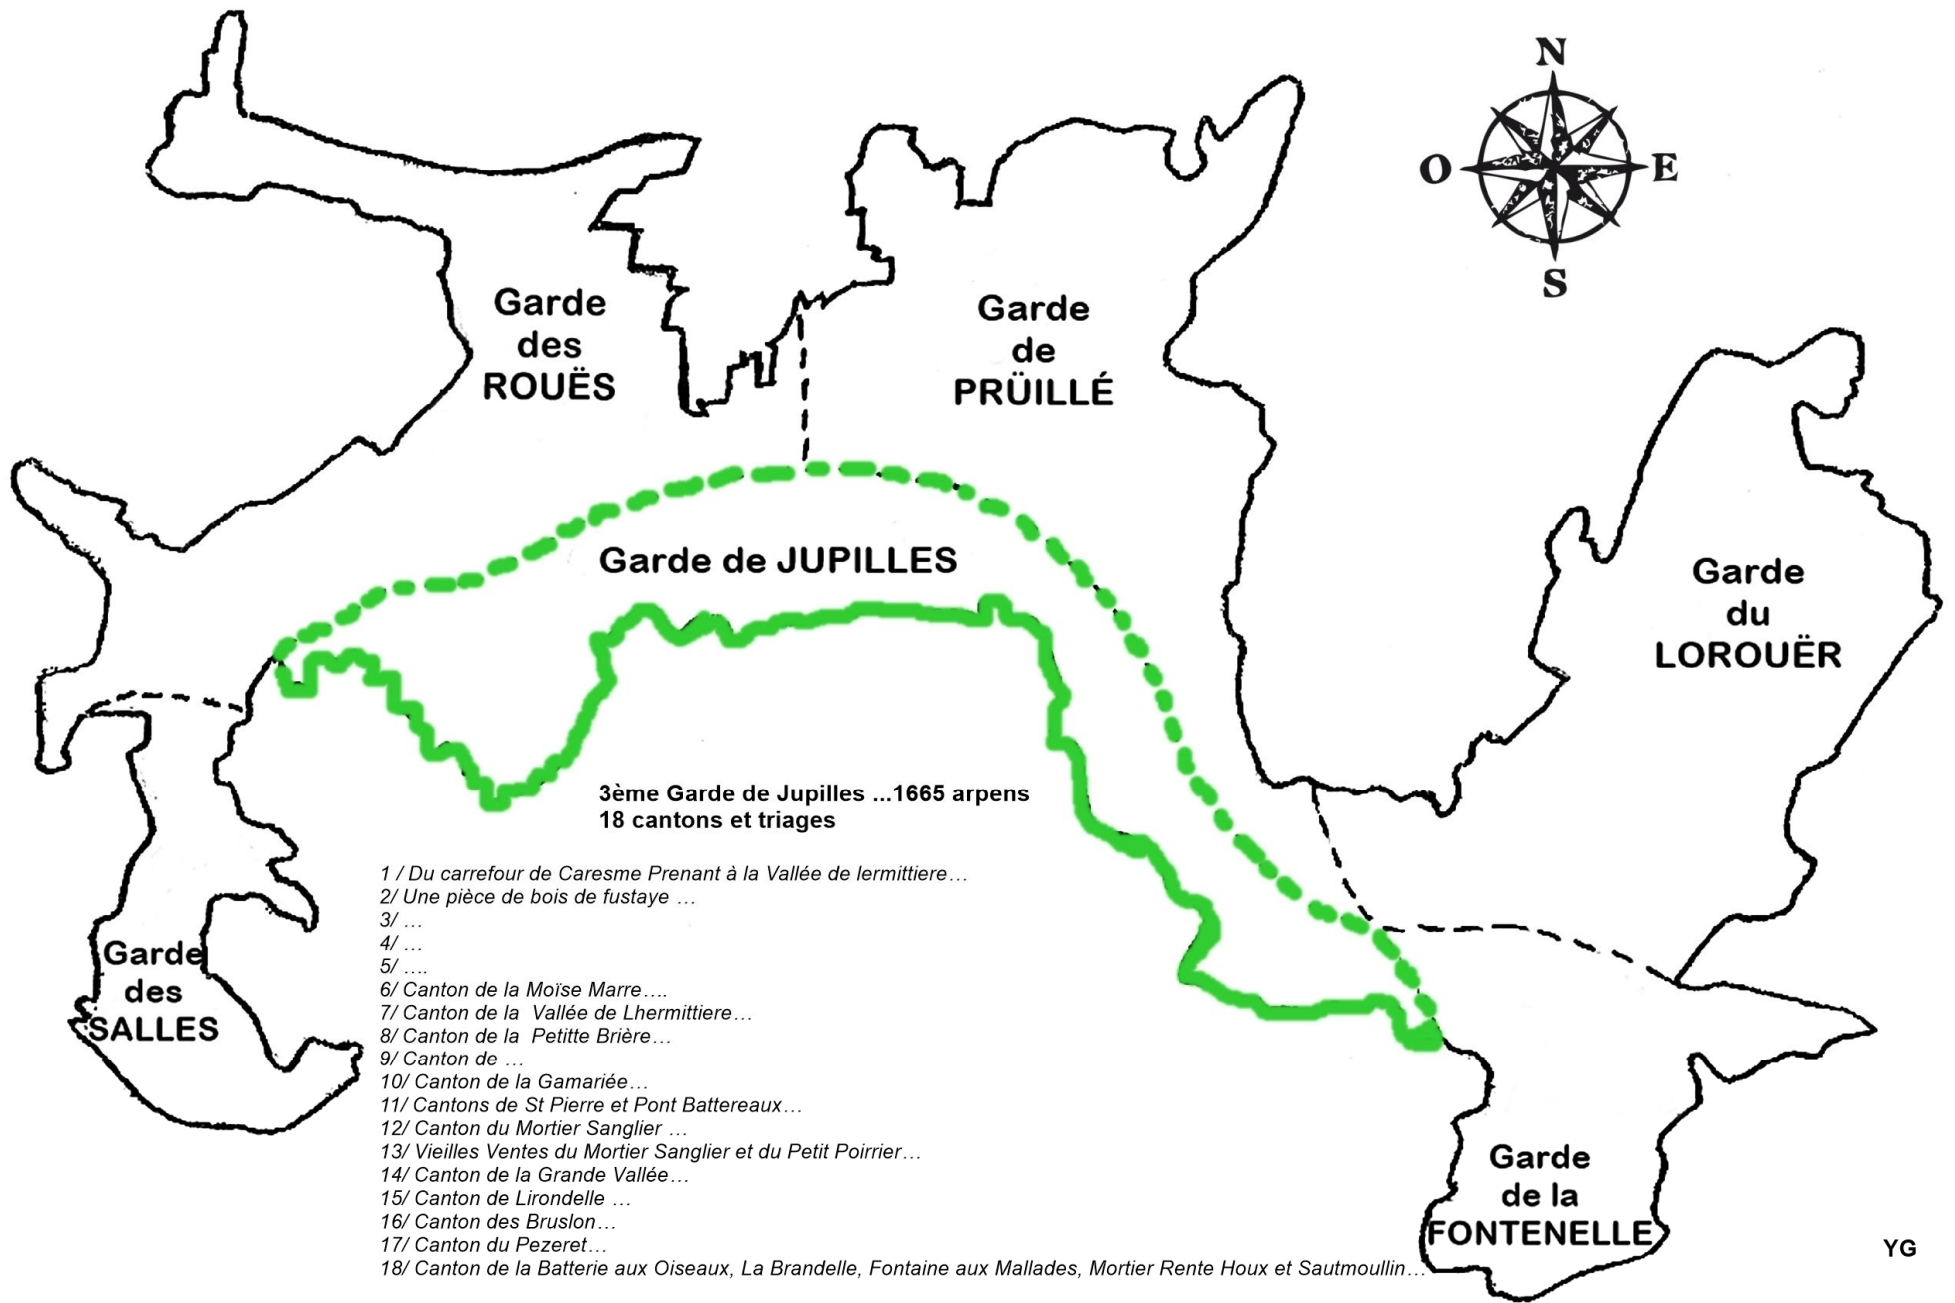 N
O
E
S
Garde
des
ROUËS
Garde
de
PRÜILLÉ
Garde de JUPILLES
Garde
du
LOROUËR
3ème Garde de Jupilles ...1665 arpens
18 cantons et triages
1 / Du carrefour de Caresme Prenant à la Vallée de lermittiere…
2/ Une pièce de bois de fustaye …
3/ …
4/ …
5/ ….
6/ Canton de la Moïse Marre….
7/ Canton de la  Vallée de Lhermittiere…
8/ Canton de la  Petitte Brière…
9/ Canton de …
10/ Canton de la Gamariée…
11/ Cantons de St Pierre et Pont Battereaux…
12/ Canton du Mortier Sanglier …
13/ Vieilles Ventes du Mortier Sanglier et du Petit Poirrier…
14/ Canton de la Grande Vallée…
15/ Canton de Lirondelle …
16/ Canton des Bruslon…
17/ Canton du Pezeret…
18/ Canton de la Batterie aux Oiseaux, La Brandelle, Fontaine aux Mallades, Mortier Rente Houx et Sautmoullin…
Garde
des
SALLES
Garde
de la
FONTENELLE
YG